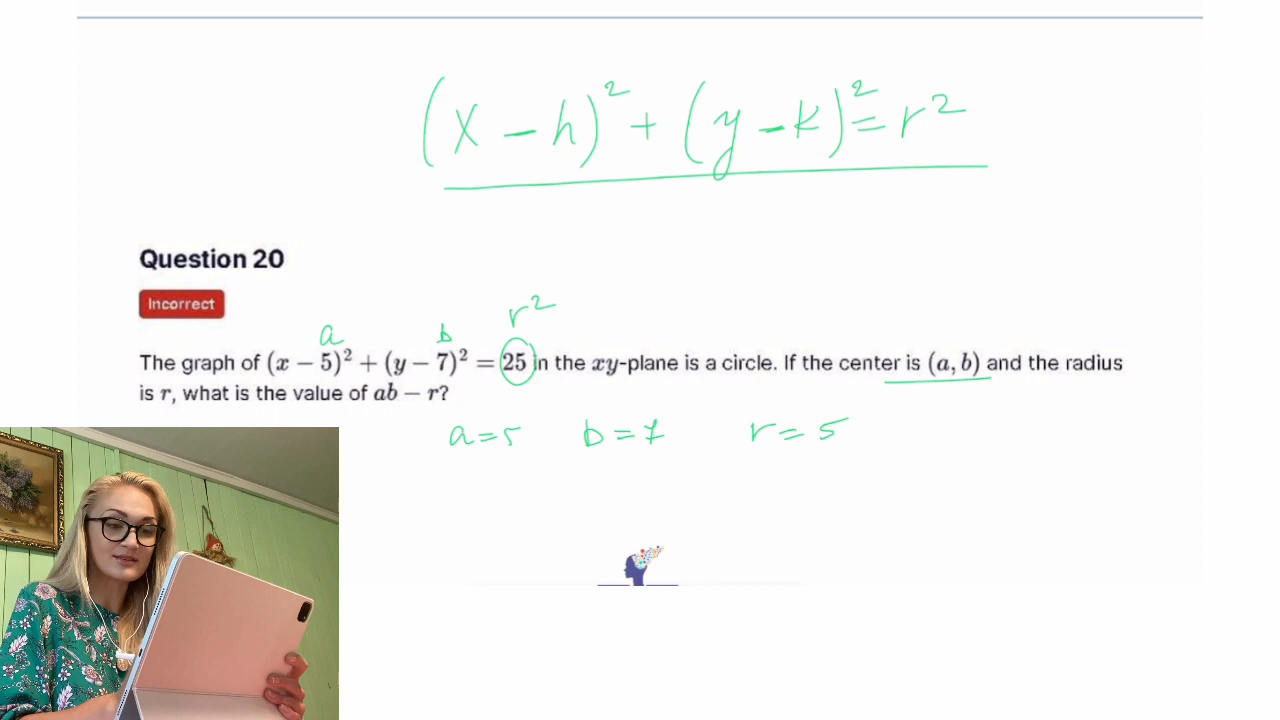 (x - h)² + (y - k)² = r²
Question 20
Incorrect
r²
a b
The graph of (x − 5)² + (y − 7)² = 25 in the xy-plane is a circle. If the center is (a, b) and the radius
is r, what is the value of ab − r?
a = 5 b = 7 r = 5